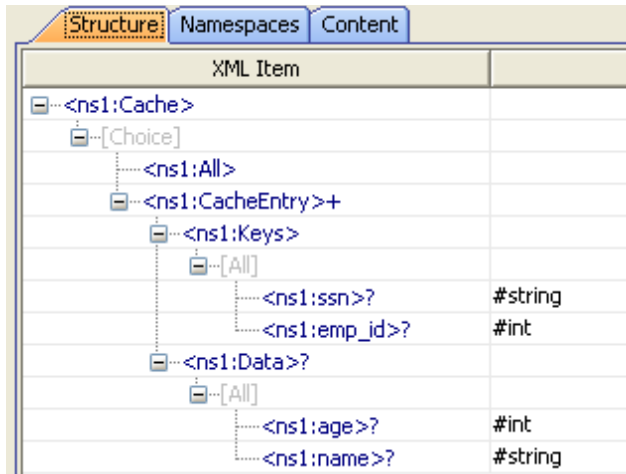 Structure Namespaces Content
XML Item
<ns1:Cache>
[Choice]
<ns1:All>
<ns1:CacheEntry>+
<ns1:Keys>
[All]
<ns1:ssn>? #string
<ns1:emp_id>? #int
<ns1:Data>?
[All]
<ns1:age>? #int
<ns1:name>? #string